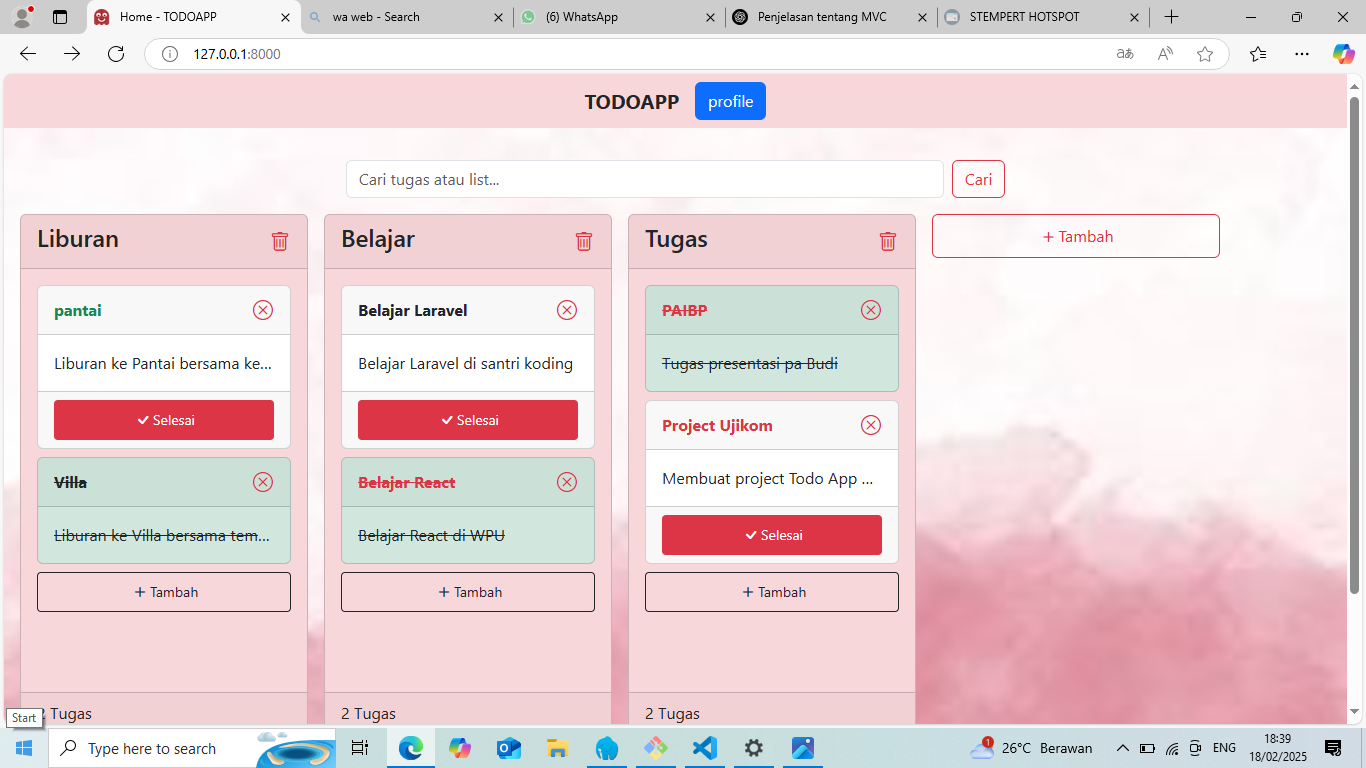 Home - TODOAPP
wa web - Search
(6) WhatsApp
Penjelasan tentang MVC
STEMPERT HOTSPOT
127.0.0.1:8000
TODOAPP profile
Cari tugas atau list... Cari
Liburan
pantai
Liburan ke Pantai bersama ke...
Selesai
Villa
Liburan ke Villa bersama tem...
+ Tambah
2 Tugas
Belajar
Belajar Laravel
Belajar Laravel di santri koding
Selesai
Belajar React
Belajar React di WPU
+ Tambah
2 Tugas
Tugas
PAIBP
Tugas presentasi pa Budi
Project Ujikom
Membuat project Todo App ...
Selesai
+ Tambah
2 Tugas
+ Tambah
Start
Type here to search
1
26°C Berawan
ENG
18:39
18/02/2025